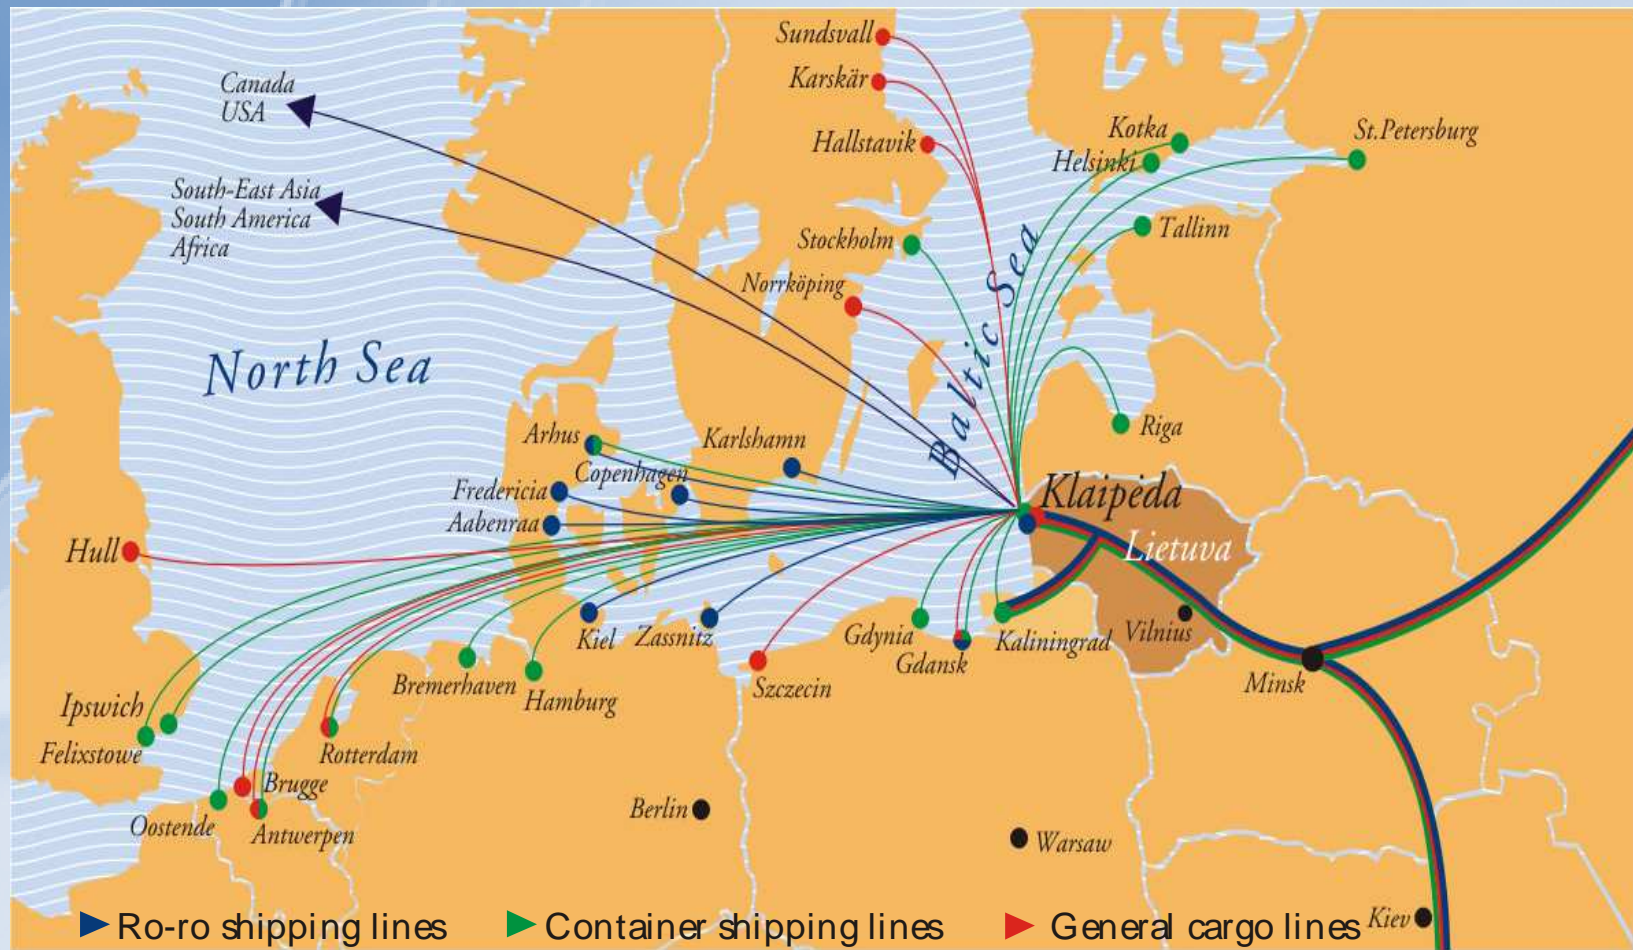 Sundsvall
Karskär
Hallstavik
Canada
USA
Kotka
Helsinki
St.Petersburg
South-East Asia
South America
Africa
Stockholm
Tallinn
Norrköping
Baltic Sea
North Sea
Arhus
Karlshamn
Riga
Copenhagen
Fredericia
Aabenraa
Klaipėda
Lietuva
Hull
Kiel
Zassnitz
Gdynia
Gdansk
Kaliningrad
Vilnius
Bremerhaven
Hamburg
Szczecin
Minsk
Ipswich
Felixstowe
Rotterdam
Brugge
Oostende
Antwerpen
Berlin
Warsaw
Kiev
Ro-ro shipping lines
Container shipping lines
General cargo lines